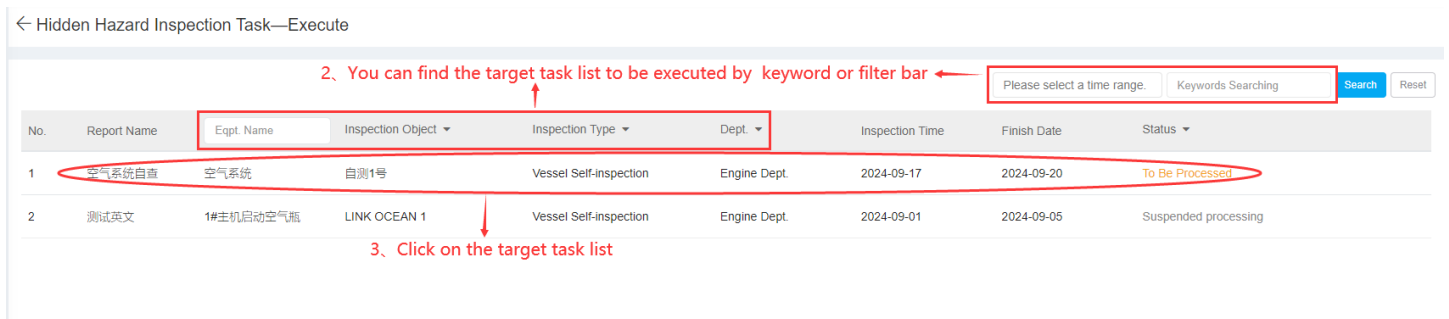 ← Hidden Hazard Inspection Task—Execute
2、You can find the target task list to be executed by keyword or filter bar
Please select a time range. Keywords Searching Search Reset
No. Report Name Eqpt. Name Inspection Object Inspection Type Dept. Inspection Time Finish Date Status
1 空气系统自查 空气系统 自测1号 Vessel Self-inspection Engine Dept. 2024-09-17 2024-09-20 To Be Processed
2 测试英文 1#主机启动空气瓶 LINK OCEAN 1 Vessel Self-inspection Engine Dept. 2024-09-01 2024-09-05 Suspended processing
3、Click on the target task list